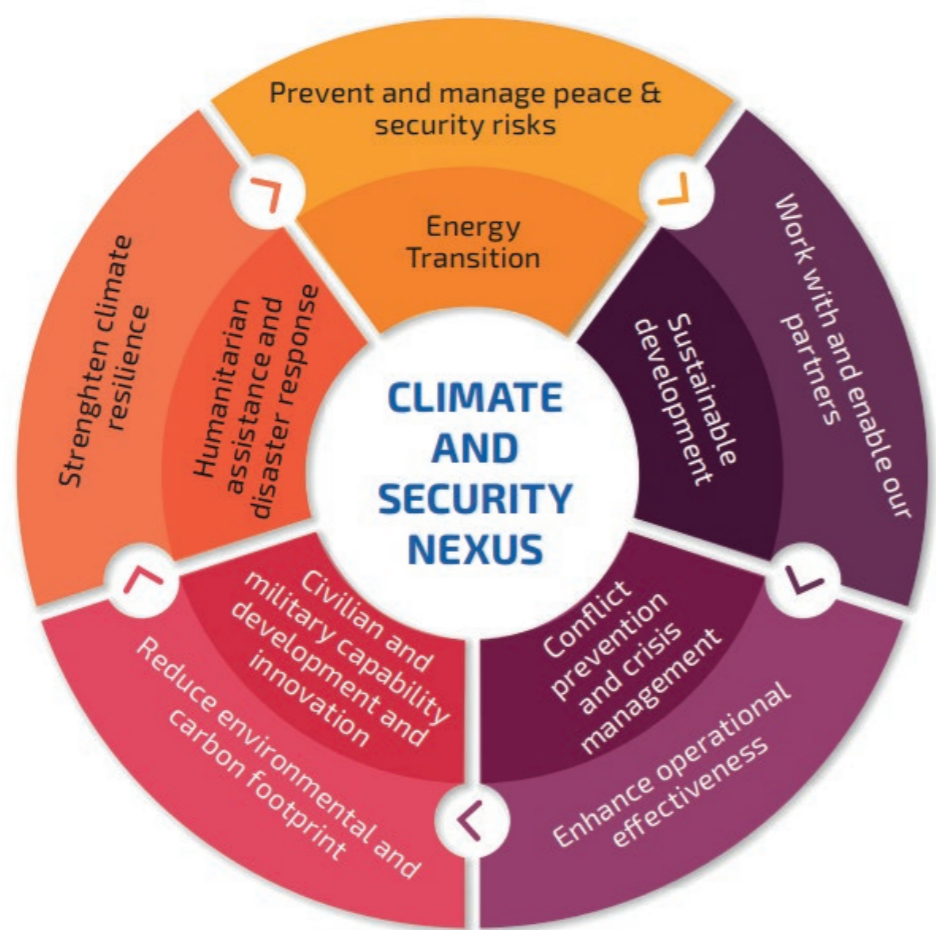 Prevent and manage peace &
security risks
Energy
Transition
Work with and enable our
partners
Sustainable
development
Enhance operational
effectiveness
Conflict
prevention
and crisis
management
Reduce environmental and
carbon footprint
Civilian and
military capability
development and
innovation
Strenghten climate
resilience
Humanitarian
assistance and
disaster response
CLIMATE
AND
SECURITY
NEXUS